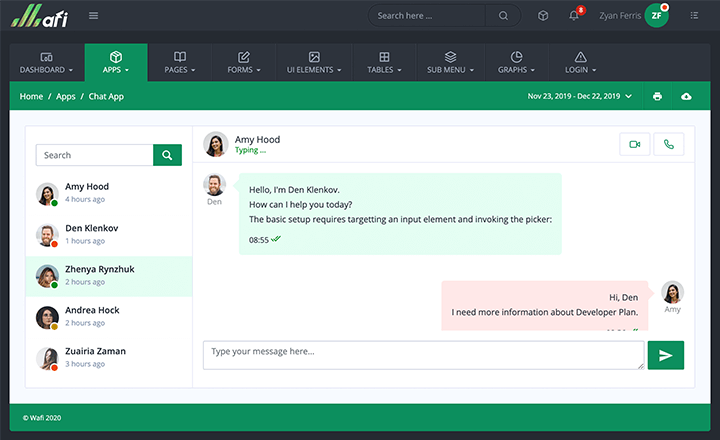 Wafi
Search here ...
8
Zyan Ferris
ZF
DASHBOARD
APPS
PAGES
FORMS
UI ELEMENTS
TABLES
SUB MENU
GRAPHS
LOGIN
Home / Apps / Chat App
Nov 23, 2019 - Dec 22, 2019
Search
Amy Hood
4 hours ago
Den Klenkov
1 hours ago
Zhenya Rynzhuk
2 hours ago
Andrea Hock
2 hours ago
Zuairia Zaman
3 hours ago
Amy Hood
Typing ...
Den
Hello, I'm Den Klenkov.
How can I help you today?
The basic setup requires targetting an input element and invoking the picker:
08:55
Hi, Den
I need more information about Developer Plan.
Amy
Type your message here...
© Wafi 2020